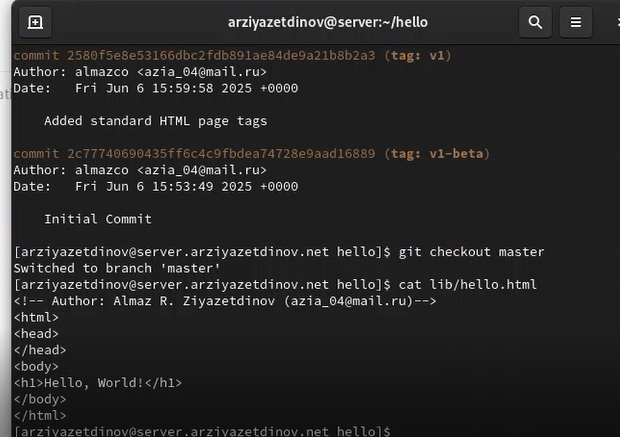 arziyazetdinov@server:~/hello
commit 2580f5e8e53166dbc2fdb891ae84de9a21b8b2a3 (tag: v1)
Author: almazco <azia_04@mail.ru>
Date:   Fri Jun 6 15:59:58 2025 +0000
    Added standard HTML page tags
commit 2c77740690435ff6c4c9fbdea74728e9aad16889 (tag: v1-beta)
Author: almazco <azia_04@mail.ru>
Date:   Fri Jun 6 15:53:49 2025 +0000
    Initial Commit
[arziyazetdinov@server.arziyazetdinov.net hello]$ git checkout master
Switched to branch 'master'
[arziyazetdinov@server.arziyazetdinov.net hello]$ cat lib/hello.html
<!-- Author: Almaz R. Ziyazetdinov (azia_04@mail.ru)-->
<html>
<head>
</head>
<body>
<h1>Hello, World!</h1>
</body>
</html>
[arziyazetdinov@server.arziyazetdinov.net hello]$